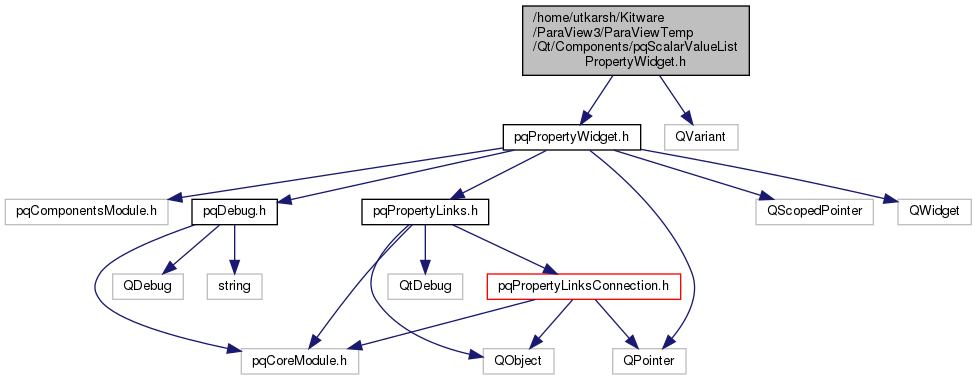 /home/utkarsh/Kitware
/ParaView3/ParaViewTemp
/Qt/Components/pqScalarValueList
PropertyWidget.h
pqPropertyWidget.h
QVariant
pqComponentsModule.h
pqDebug.h
pqPropertyLinks.h
QScopedPointer
QWidget
QDebug
string
QtDebug
pqPropertyLinksConnection.h
pqCoreModule.h
QObject
QPointer